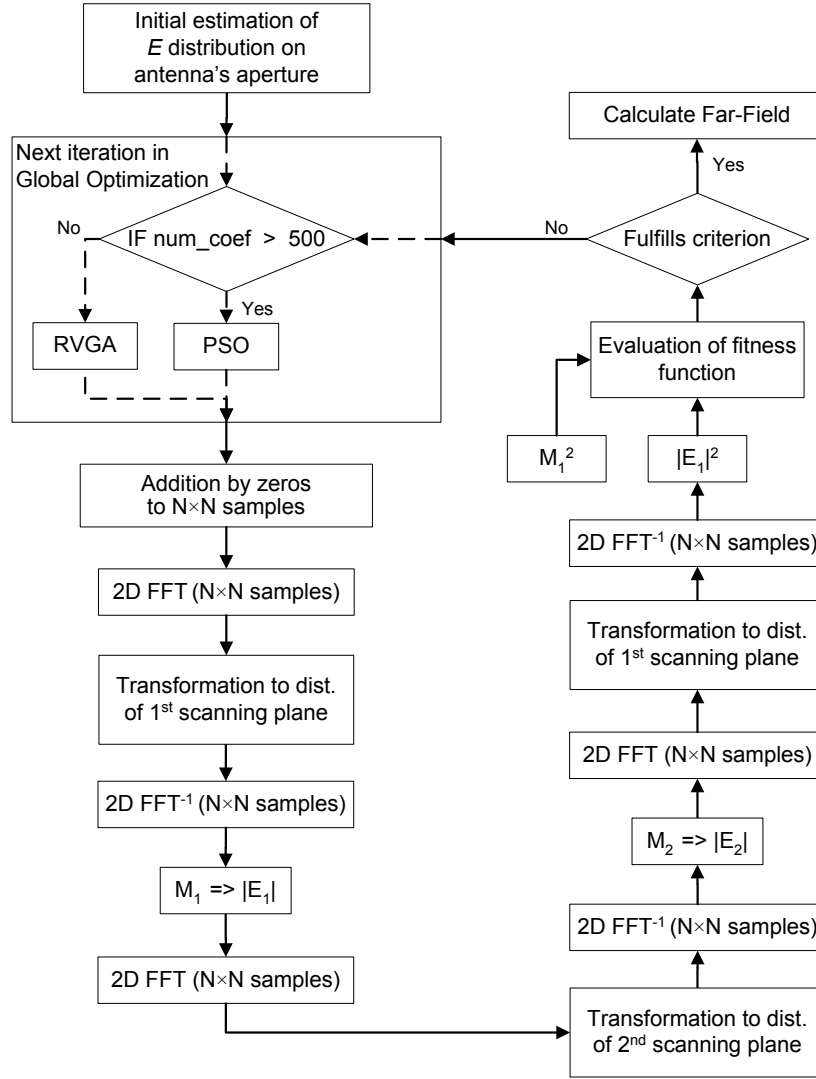 Initial estimation of
E distribution on
antenna's aperture
Next iteration in
Global Optimization
No
IF num_coef > 500
Yes
RVGA
PSO
Addition by zeros
to N×N samples
2D FFT (N×N samples)
Transformation to dist.
of 1st scanning plane
2D FFT-1 (N×N samples)
M1 => |E1|
2D FFT (N×N samples)
Transformation to dist.
of 2nd scanning plane
2D FFT-1 (N×N samples)
M2 => |E2|
2D FFT (N×N samples)
Transformation to dist.
of 1st scanning plane
2D FFT-1 (N×N samples)
M1²
|E1|²
Evaluation of fitness
function
Fulfills criterion
No
Yes
Calculate Far-Field